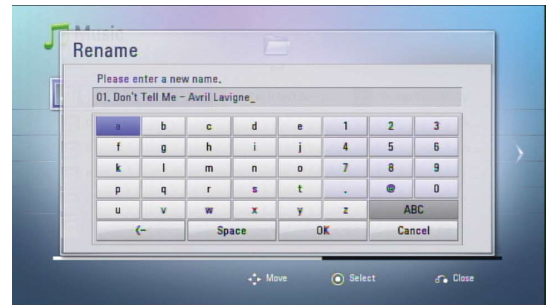 Music
Rename
Please enter a new name.
01. Don't Tell Me - Avril Lavigne_
a b c d e 1 2 3
f g h i j 4 5 6
k l m n o 7 8 9
p q r s t . @ 0
u v w x y z ABC
<- Space OK Cancel
Move Select Close